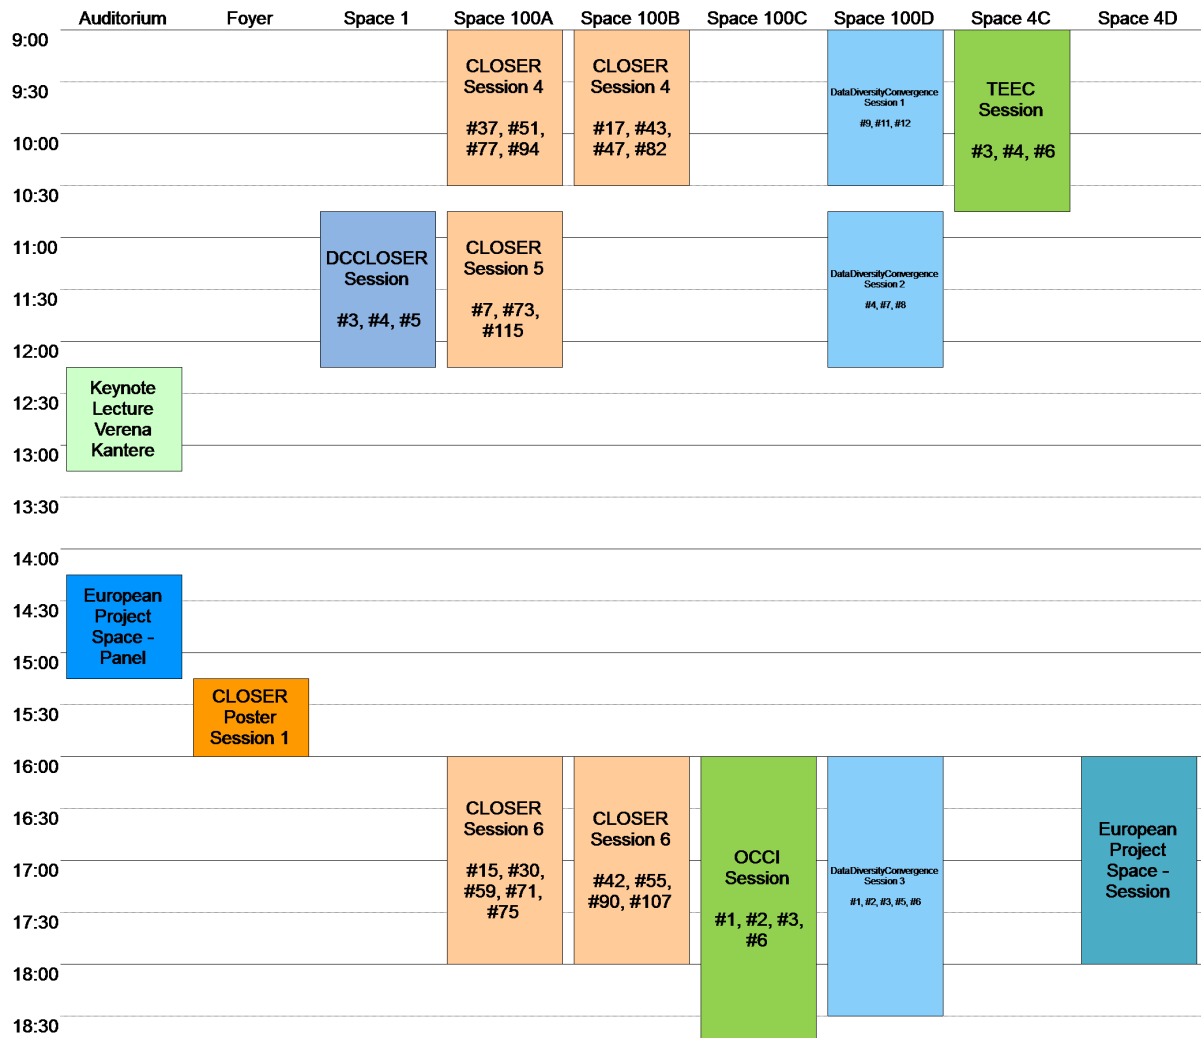 Auditorium
Foyer
Space 1
Space 100A
Space 100B
Space 100C
Space 100D
Space 4C
Space 4D
9:00
9:30
10:00
10:30
11:00
11:30
12:00
12:30
13:00
13:30
14:00
14:30
15:00
15:30
16:00
16:30
17:00
17:30
18:00
18:30
Keynote
Lecture
Verena
Kantere
European
Project
Space -
Panel
CLOSER
Poster
Session 1
DCCLOSER
Session
#3, #4, #5
CLOSER
Session 4
#37, #51,
#77, #94
CLOSER
Session 5
#7, #73,
#115
CLOSER
Session 6
#15, #30,
#59, #71,
#75
CLOSER
Session 4
#17, #43,
#47, #82
CLOSER
Session 6
#42, #55,
#90, #107
OCCI
Session
#1, #2, #3,
#6
DataDiversityConvergence
Session 1
#9, #11, #12
DataDiversityConvergence
Session 2
#4, #7, #8
DataDiversityConvergence
Session 3
#1, #2, #3, #5, #6
TEEC
Session
#3, #4, #6
European
Project
Space -
Session